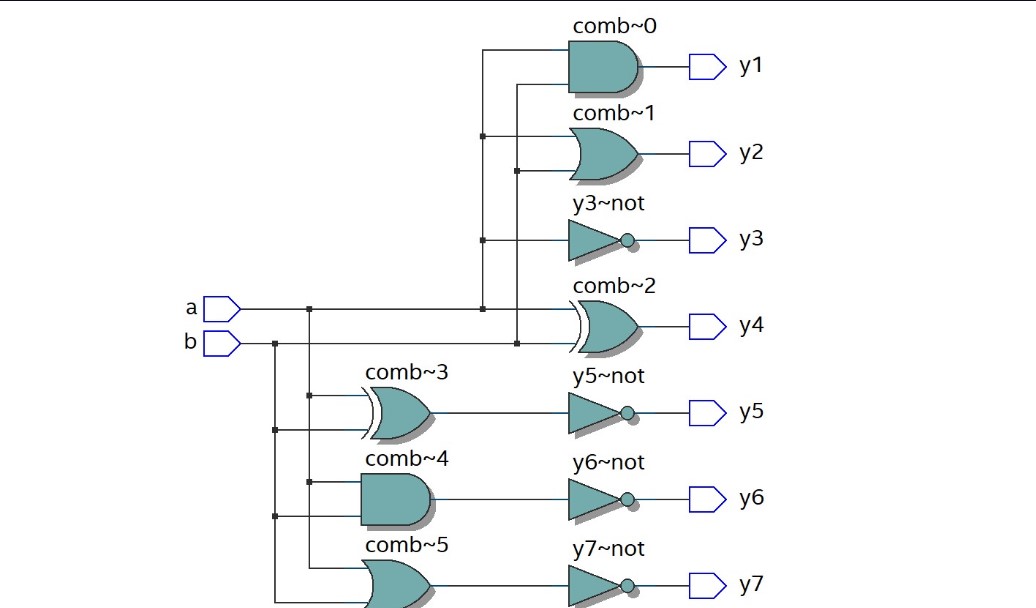 comb~0
y1
comb~1
y2
y3~not
y3
comb~2
a
y4
b
comb~3
y5~not
y5
comb~4
y6~not
y6
comb~5
y7~not
y7